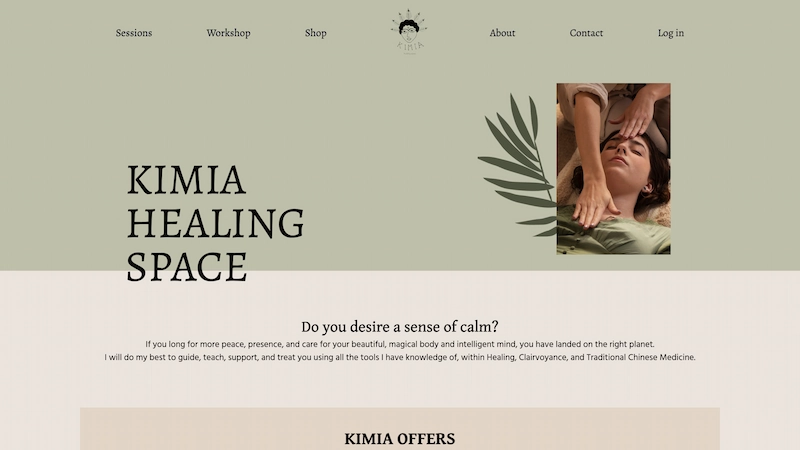 Sessions
Workshop
Shop
KIMIA
About
Contact
Log in
KIMIA
HEALING
SPACE
Do you desire a sense of calm?
If you long for more peace, presence, and care for your beautiful, magical body and intelligent mind, you have landed on the right planet.
I will do my best to guide, teach, support, and treat you using all the tools I have knowledge of, within Healing, Clairvoyance, and Traditional Chinese Medicine.
KIMIA OFFERS